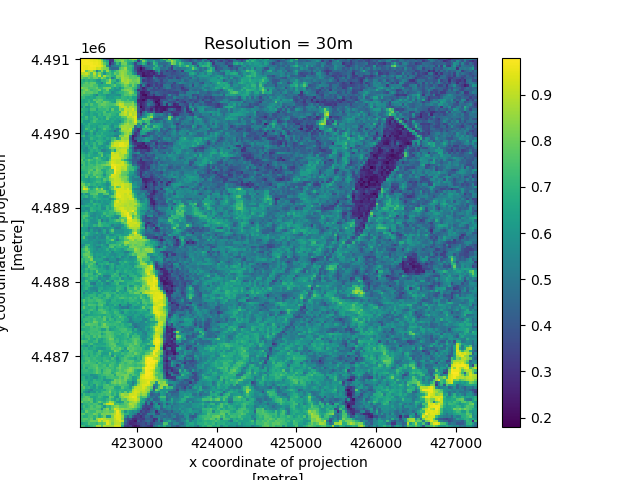 Resolution = 30m
1e6
4.491
4.490
4.489
4.488
4.487
423000 424000 425000 426000 427000
x coordinate of projection
[metre]
y coordinate of projection
[metre]
0.9
0.8
0.7
0.6
0.5
0.4
0.3
0.2